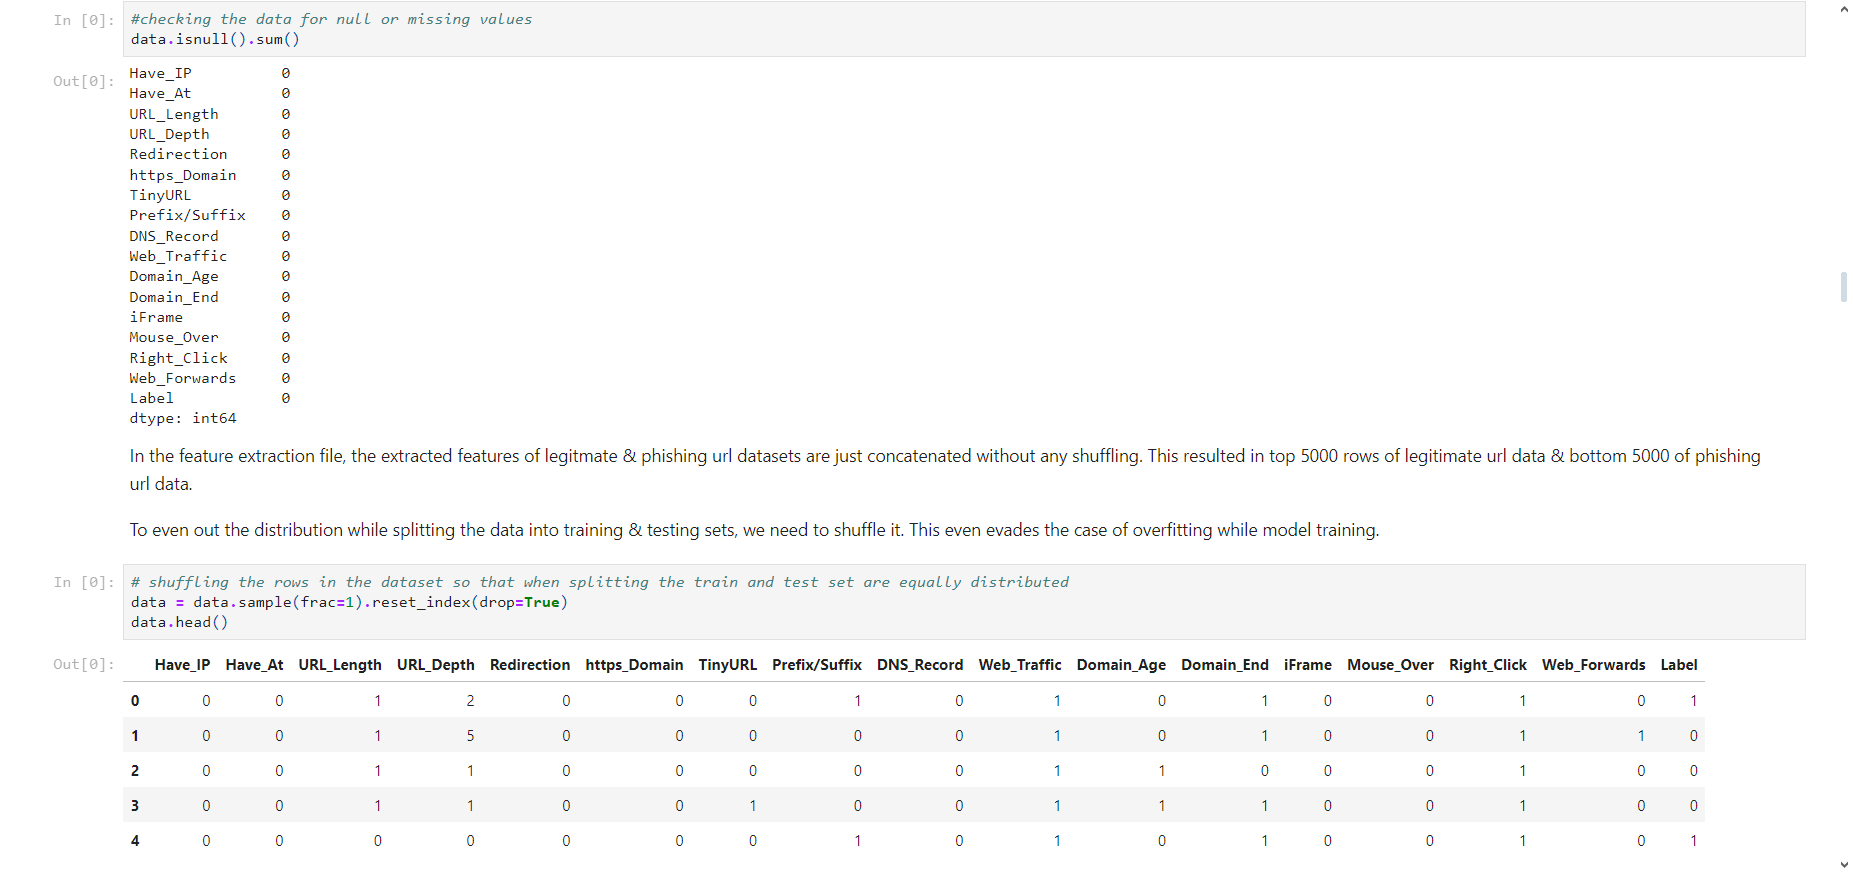 In [0]: #checking the data for null or missing values
data.isnull().sum()
Out[0]: Have_IP 0
Have_At 0
URL_Length 0
URL_Depth 0
Redirection 0
https_Domain 0
TinyURL 0
Prefix/Suffix 0
DNS_Record 0
Web_Traffic 0
Domain_Age 0
Domain_End 0
iFrame 0
Mouse_Over 0
Right_Click 0
Web_Forwards 0
Label 0
dtype: int64
In the feature extraction file, the extracted features of legitmate & phishing url datasets are just concatenated without any shuffling. This resulted in top 5000 rows of legitimate url data & bottom 5000 of phishing
url data.
To even out the distribution while splitting the data into training & testing sets, we need to shuffle it. This even evades the case of overfitting while model training.
In [0]: # shuffling the rows in the dataset so that when splitting the train and test set are equally distributed
data = data.sample(frac=1).reset_index(drop=True)
data.head()
Out[0]: Have_IP Have_At URL_Length URL_Depth Redirection https_Domain TinyURL Prefix/Suffix DNS_Record Web_Traffic Domain_Age Domain_End iFrame Mouse_Over Right_Click Web_Forwards Label
0 0 0 1 2 0 0 0 1 0 1 0 1 0 0 1 0 1
1 0 0 1 5 0 0 0 0 0 1 0 1 0 0 1 1 0
2 0 0 1 1 0 0 0 0 0 1 1 0 0 0 1 0 0
3 0 0 1 1 0 0 1 0 0 1 1 1 0 0 1 0 0
4 0 0 0 0 0 0 0 1 0 1 0 1 0 0 1 0 1